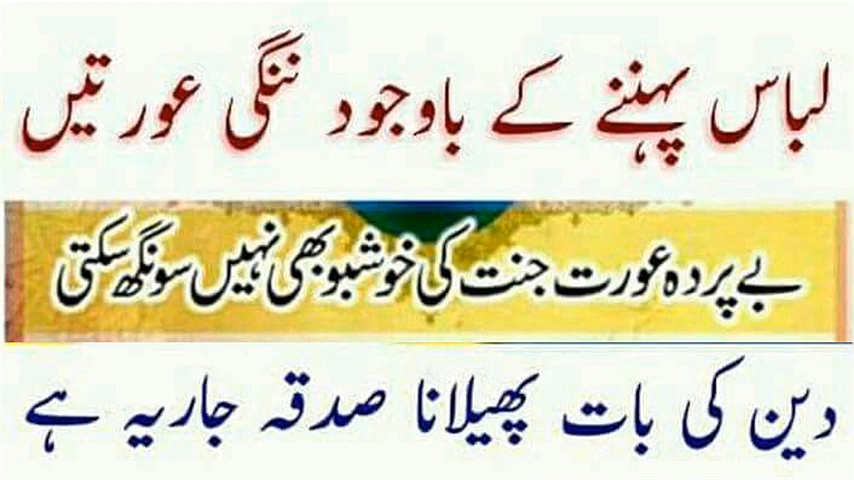 لباس پہننے کے باوجود ننگی عورتیں
بے پردہ عورت جنت کی خوشبو بھی نہیں سونگھ سکتی
دین کی بات پھیلانا صدقہ جاریہ ہے